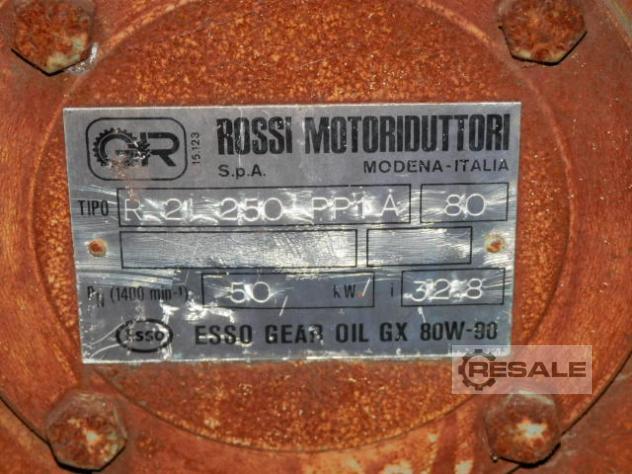 GR
15.123
ROSSI MOTORIDUTTORI
S.p.A. MODENA-ITALIA
TIPO R 2I 250 PP1A 80
PN (1400 min-1) 50 kW i 32.8
ESSO ESSO GEAR OIL GX 80W-90
RESALE